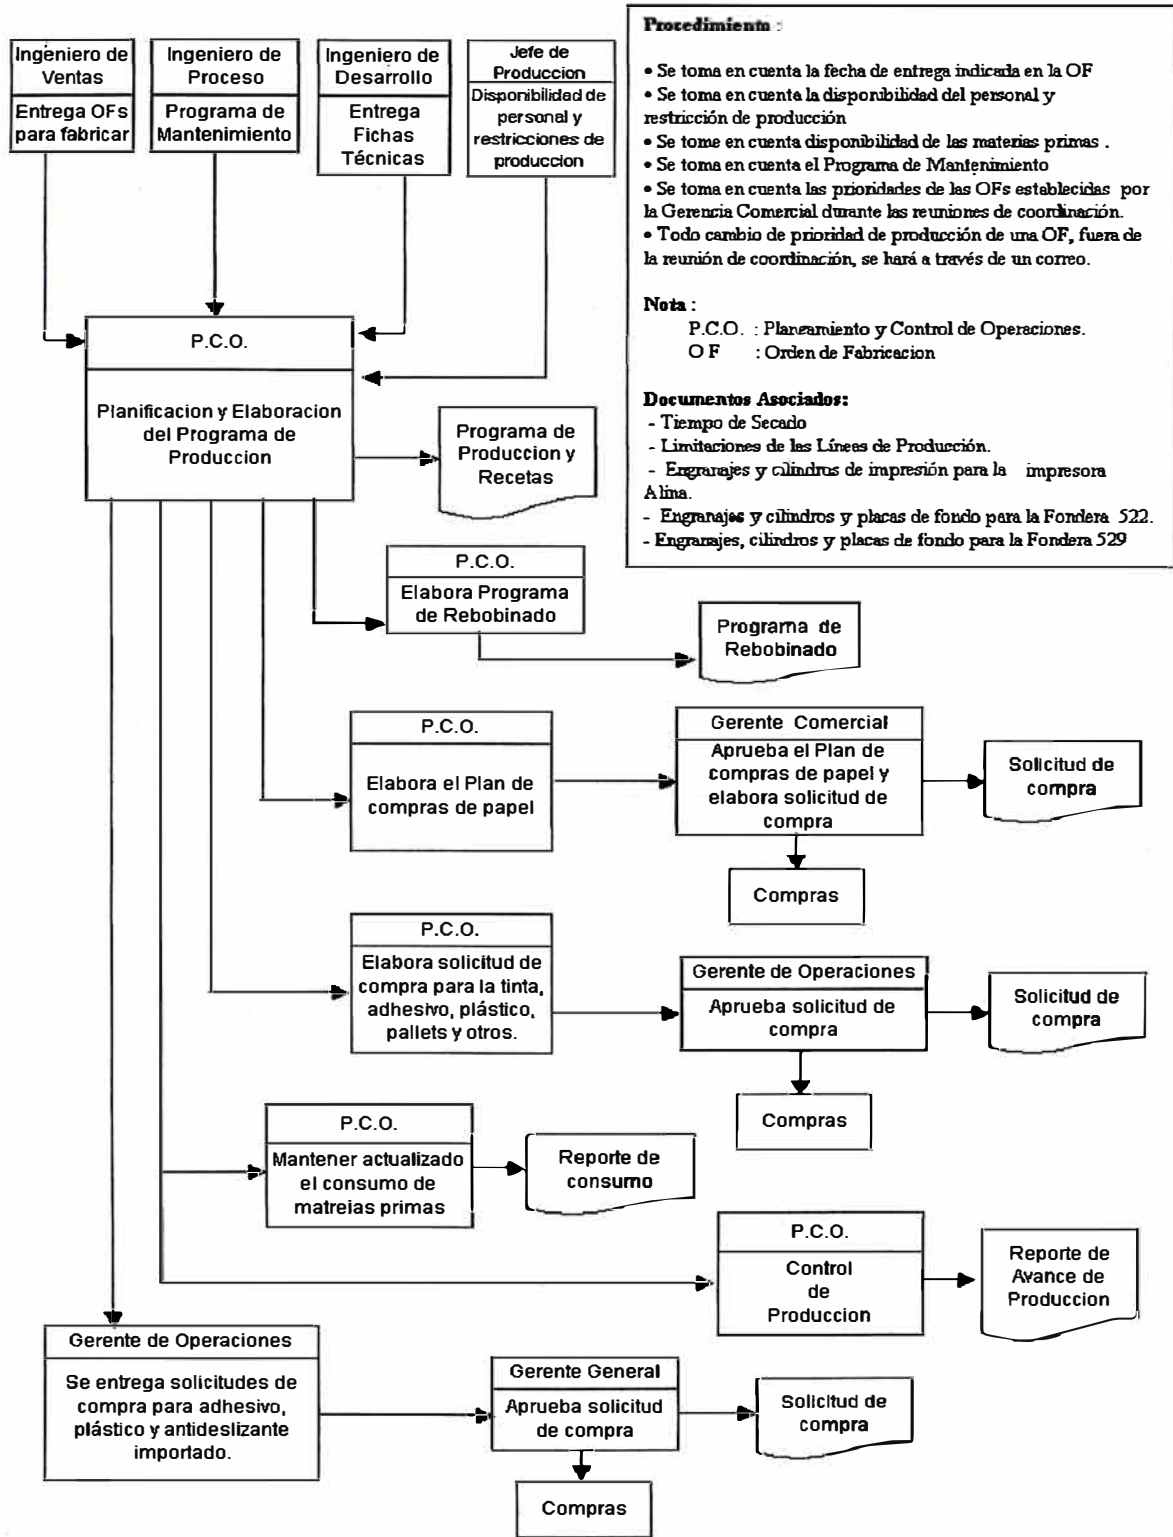 Ingeniero de
Ventas
Entrega OFs
para fabricar
Ingeniero de
Proceso
Programa de
Mantenimiento
Ingeniero de
Desarrollo
Entrega
Fichas
Técnicas
Jefe de
Produccion
Disponibilidad de
personal y
restricciones de
produccion
Procedimiento :
• Se toma en cuenta la fecha de entrega indicada en la OF
• Se toma en cuenta la disponibilidad del personal y
restricción de producción
• Se tome en cuenta disponibilidad de las materias primas .
• Se toma en cuenta el Programa de Mantenimiento
• Se toma en cuenta las prioridades de las OFs establecidas por
la Gerencia Comercial durante las reuniones de coordinación.
• Todo cambio de prioridad de producción de una OF, fuera de
la reunión de coordinación, se hará a través de un correo.
Nota :
P.C.O. : Planeamiento y Control de Operaciones.
O F : Orden de Fabricacion
Documentos Asociados:
- Tiempo de Secado
- Limitaciones de las Líneas de Producción.
- Engranajes y cilindros de impresión para la impresora
Alina.
- Engranajes y cilindros y placas de fondo para la Fondera 522.
- Engranajes, cilindros y placas de fondo para la Fondera 529
P.C.O.
Planificacion y Elaboracion
del Programa de
Produccion
Programa de
Produccion y
Recetas
P.C.O.
Elabora Programa
de Rebobinado
Programa de
Rebobinado
P.C.O.
Elabora el Plan de
compras de papel
Gerente Comercial
Aprueba el Plan de
compras de papel y
elabora solicitud de
compra
Solicitud de
compra
Compras
P.C.O.
Elabora solicitud de
compra para la tinta,
adhesivo, plástico,
pallets y otros.
Gerente de Operaciones
Aprueba solicitud de
compra
Solicitud de
compra
Compras
P.C.O.
Mantener actualizado
el consumo de
matreias primas
Reporte de
consumo
P.C.O.
Control
de
Produccion
Reporte de
Avance de
Produccion
Gerente de Operaciones
Se entrega solicitudes de
compra para adhesivo,
plástico y antideslizante
importado.
Gerente General
Aprueba solicitud
de compra
Solicitud de
compra
Compras